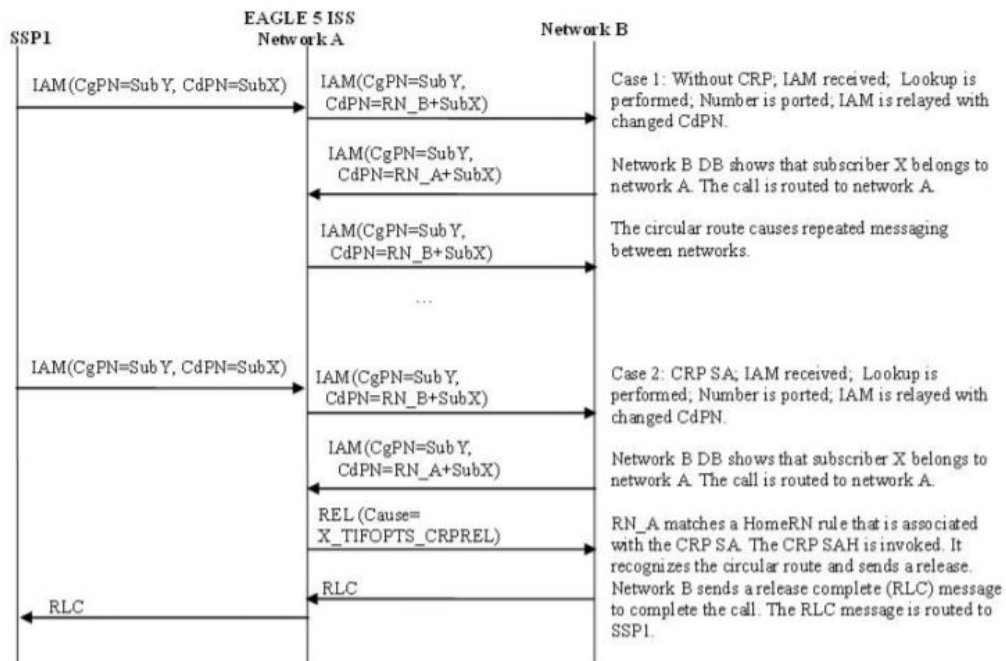 EAGLE 5 ISS
SSP1
Network A
Network B
IAM(CgPN=SubY, CdPN=SubX)
IAM(CgPN=SubY,
CdPN=RN_B+SubX)
Case 1: Without CRP; IAM received; Lookup is
performed; Number is ported; IAM is relayed with
changed CdPN.
IAM(CgPN=SubY,
CdPN=RN_A+SubX)
Network B DB shows that subscriber X belongs to
network A. The call is routed to network A.
IAM(CgPN=SubY,
CdPN=RN_B+SubX)
The circular route causes repeated messaging
between networks.
...
IAM(CgPN=SubY, CdPN=SubX)
IAM(CgPN=SubY,
CdPN=RN_B+SubX)
Case 2: CRP SA; IAM received; Lookup is
performed; Number is ported; IAM is relayed with
changed CdPN.
IAM(CgPN=SubY,
CdPN=RN_A+SubX)
Network B DB shows that subscriber X belongs to
network A. The call is routed to network A.
REL (Cause=
X_TIFOPTS_CRPREL)
RN_A matches a HomeRN rule that is associated
with the CRP SA. The CRP SAH is invoked. It
recognizes the circular route and sends a release.
RLC
RLC
Network B sends a release complete (RLC) message
to complete the call. The RLC message is routed to
SSP1.